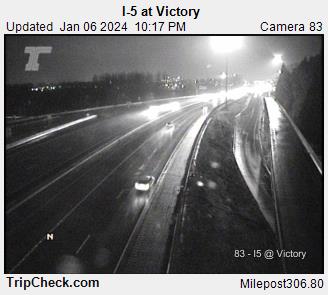 I-5 at Victory
Updated Jan 06 2024 10:17 PM Camera 83
T
N
83 - I5 @ Victory
TripCheck.com Milepost306.80